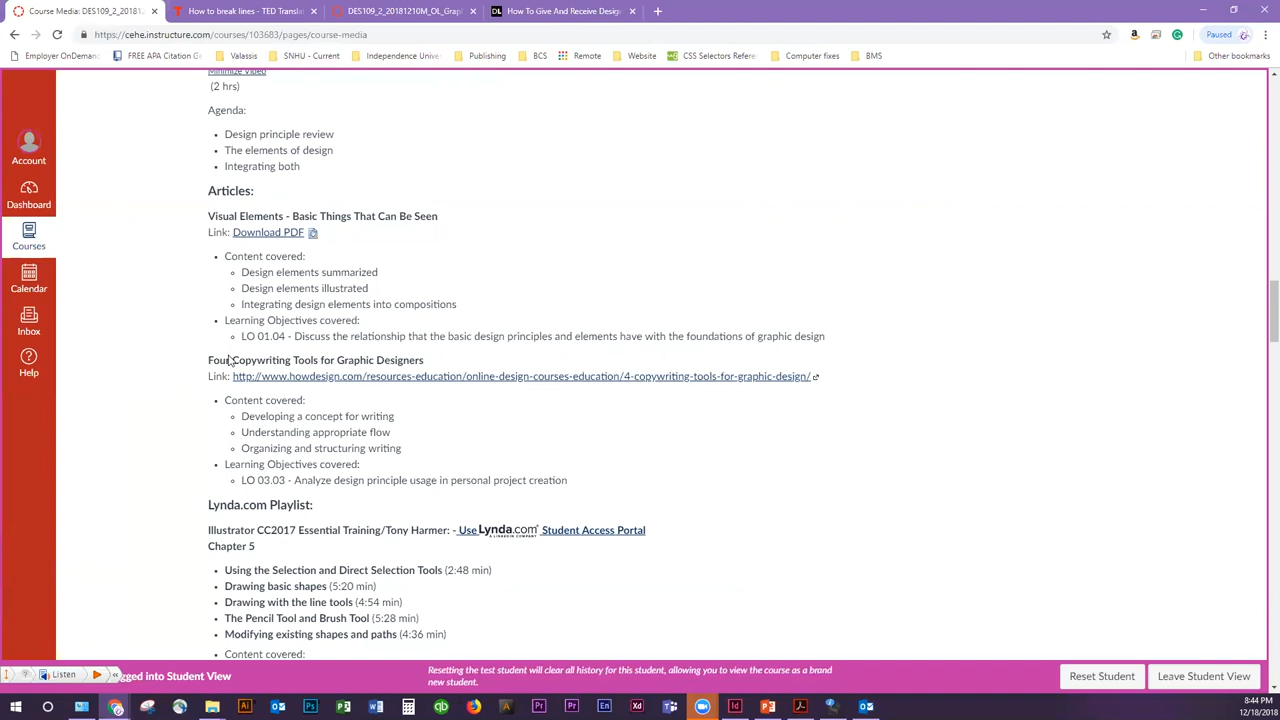 Course Media: DES109_2_20181
How to break lines - TED Transla
DES109_2_20181210M_OL_Grap
DL How To Give And Receive Design
https://cehe.instructure.com/courses/103683/pages/course-media
Paused
Employer OnDeman
FREE APA Citation Ge
Valassis
SNHU - Current
Independence Unive
Publishing
BCS
Remote
Website
CSS Selectors Refere
Computer fixes
BMS
Other bookmarks
Account
Dashboard
Courses
Calendar
Inbox
Help
Minimize Video
(2 hrs)
Agenda:
Design principle review
The elements of design
Integrating both
Articles:
Visual Elements - Basic Things That Can Be Seen
Link: Download PDF
Content covered:
Design elements summarized
Design elements illustrated
Integrating design elements into compositions
Learning Objectives covered:
LO 01.04 - Discuss the relationship that the basic design principles and elements have with the foundations of graphic design
Four Copywriting Tools for Graphic Designers
Link: http://www.howdesign.com/resources-education/online-design-courses-education/4-copywriting-tools-for-graphic-design/
Content covered:
Developing a concept for writing
Understanding appropriate flow
Organizing and structuring writing
Learning Objectives covered:
LO 03.03 - Analyze design principle usage in personal project creation
Lynda.com Playlist:
Illustrator CC2017 Essential Training/Tony Harmer: - Use Lynda.com Student Access Portal
A LINKEDIN COMPANY
Chapter 5
Using the Selection and Direct Selection Tools (2:48 min)
Drawing basic shapes (5:20 min)
Drawing with the line tools (4:54 min)
The Pencil Tool and Brush Tool (5:28 min)
Modifying existing shapes and paths (4:36 min)
Content covered:
Listen
gged into Student View
Resetting the test student will clear all history for this student, allowing you to view the course as a brand
new student.
Reset Student
Leave Student View
8:44 PM
12/18/2018